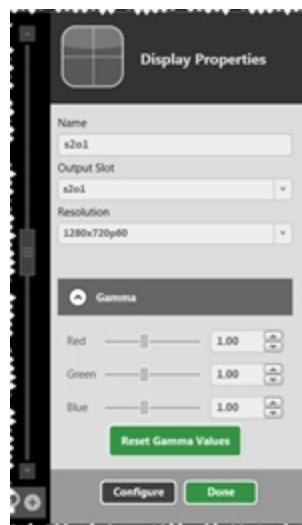 Display Properties
Name
s2o1
Output Slot
s2o1
Resolution
1280x720p60
Gamma
Red 1.00
Green 1.00
Blue 1.00
Reset Gamma Values
Configure Done